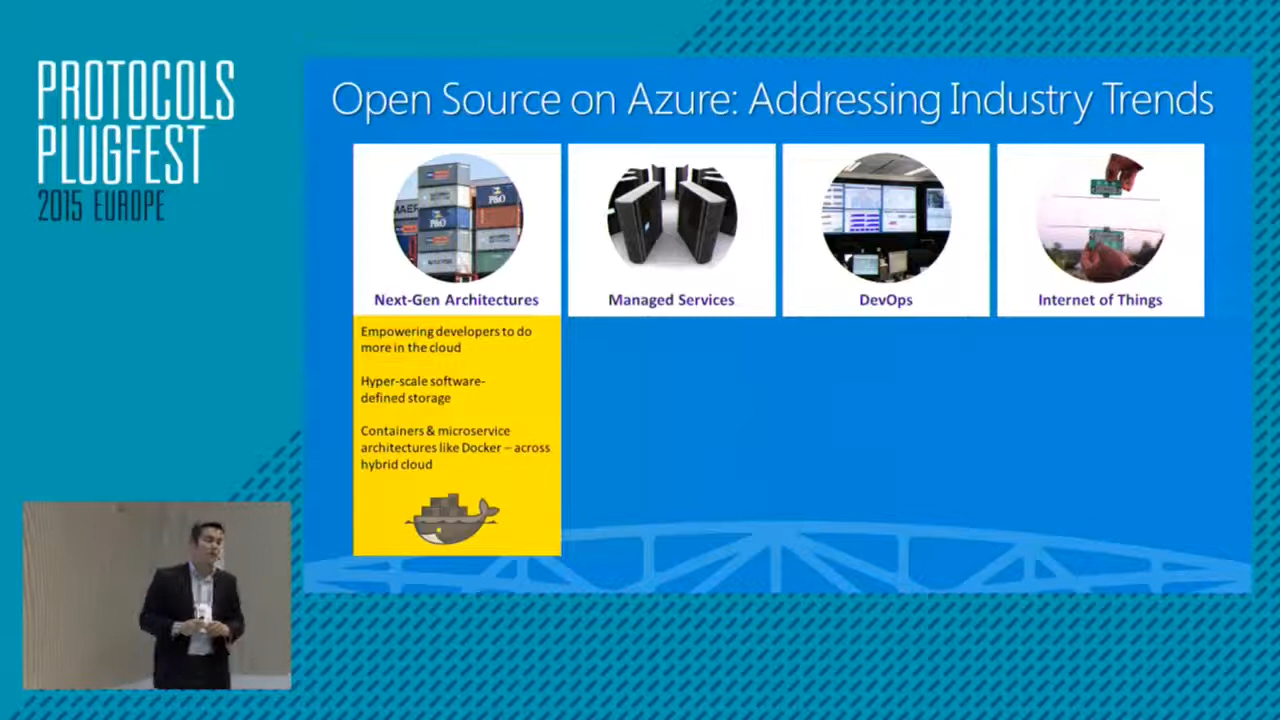 PROTOCOLS
PLUGFEST
2015 EUROPE
Open Source on Azure: Addressing Industry Trends
P&O
P&O
Next-Gen Architectures
Managed Services
DevOps
Internet of Things
Empowering developers to do
more in the cloud
Hyper-scale software-
defined storage
Containers & microservice
architectures like Docker – across
hybrid cloud